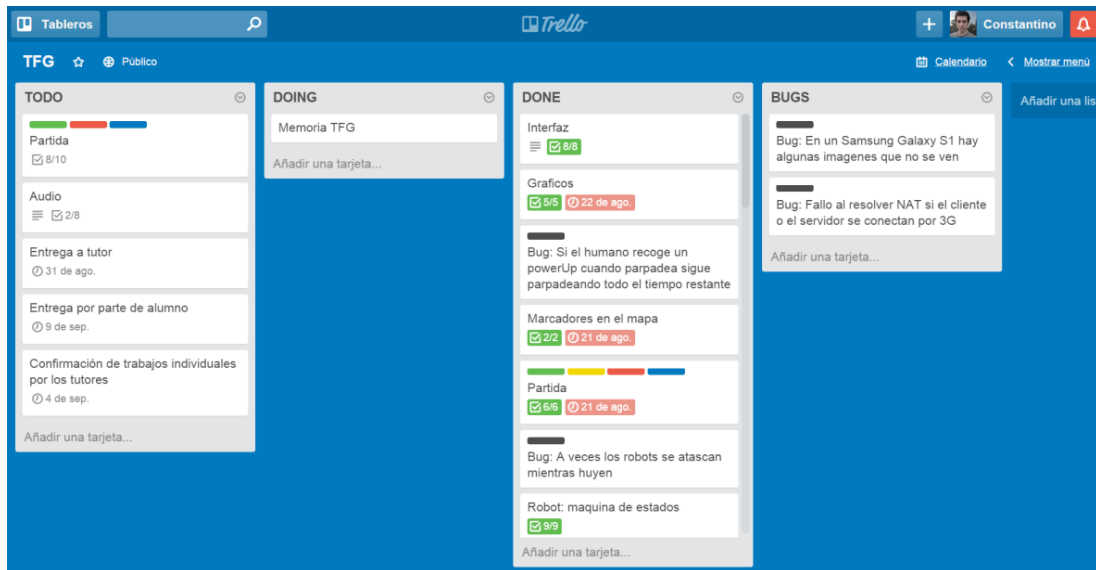 Tableros
Trello
Constantino
TFG
Público
Calendario
Mostrar menú
TODO
Partida
8/10
Audio
2/8
Entrega a tutor
31 de ago.
Entrega por parte de alumno
9 de sep.
Confirmación de trabajos individuales
por los tutores
4 de sep.
Añadir una tarjeta...
DOING
Memoria TFG
Añadir una tarjeta...
DONE
Interfaz
8/8
Graficos
5/5 22 de ago.
Bug: Si el humano recoge un
powerUp cuando parpadea sigue
parpadeando todo el tiempo restante
Marcadores en el mapa
2/2 21 de ago.
Partida
6/6 21 de ago.
Bug: A veces los robots se atascan
mientras huyen
Robot: maquina de estados
9/9
Añadir una tarjeta...
BUGS
Bug: En un Samsung Galaxy S1 hay
algunas imagenes que no se ven
Bug: Fallo al resolver NAT si el cliente
o el servidor se conectan por 3G
Añadir una tarjeta...
Añadir una lis